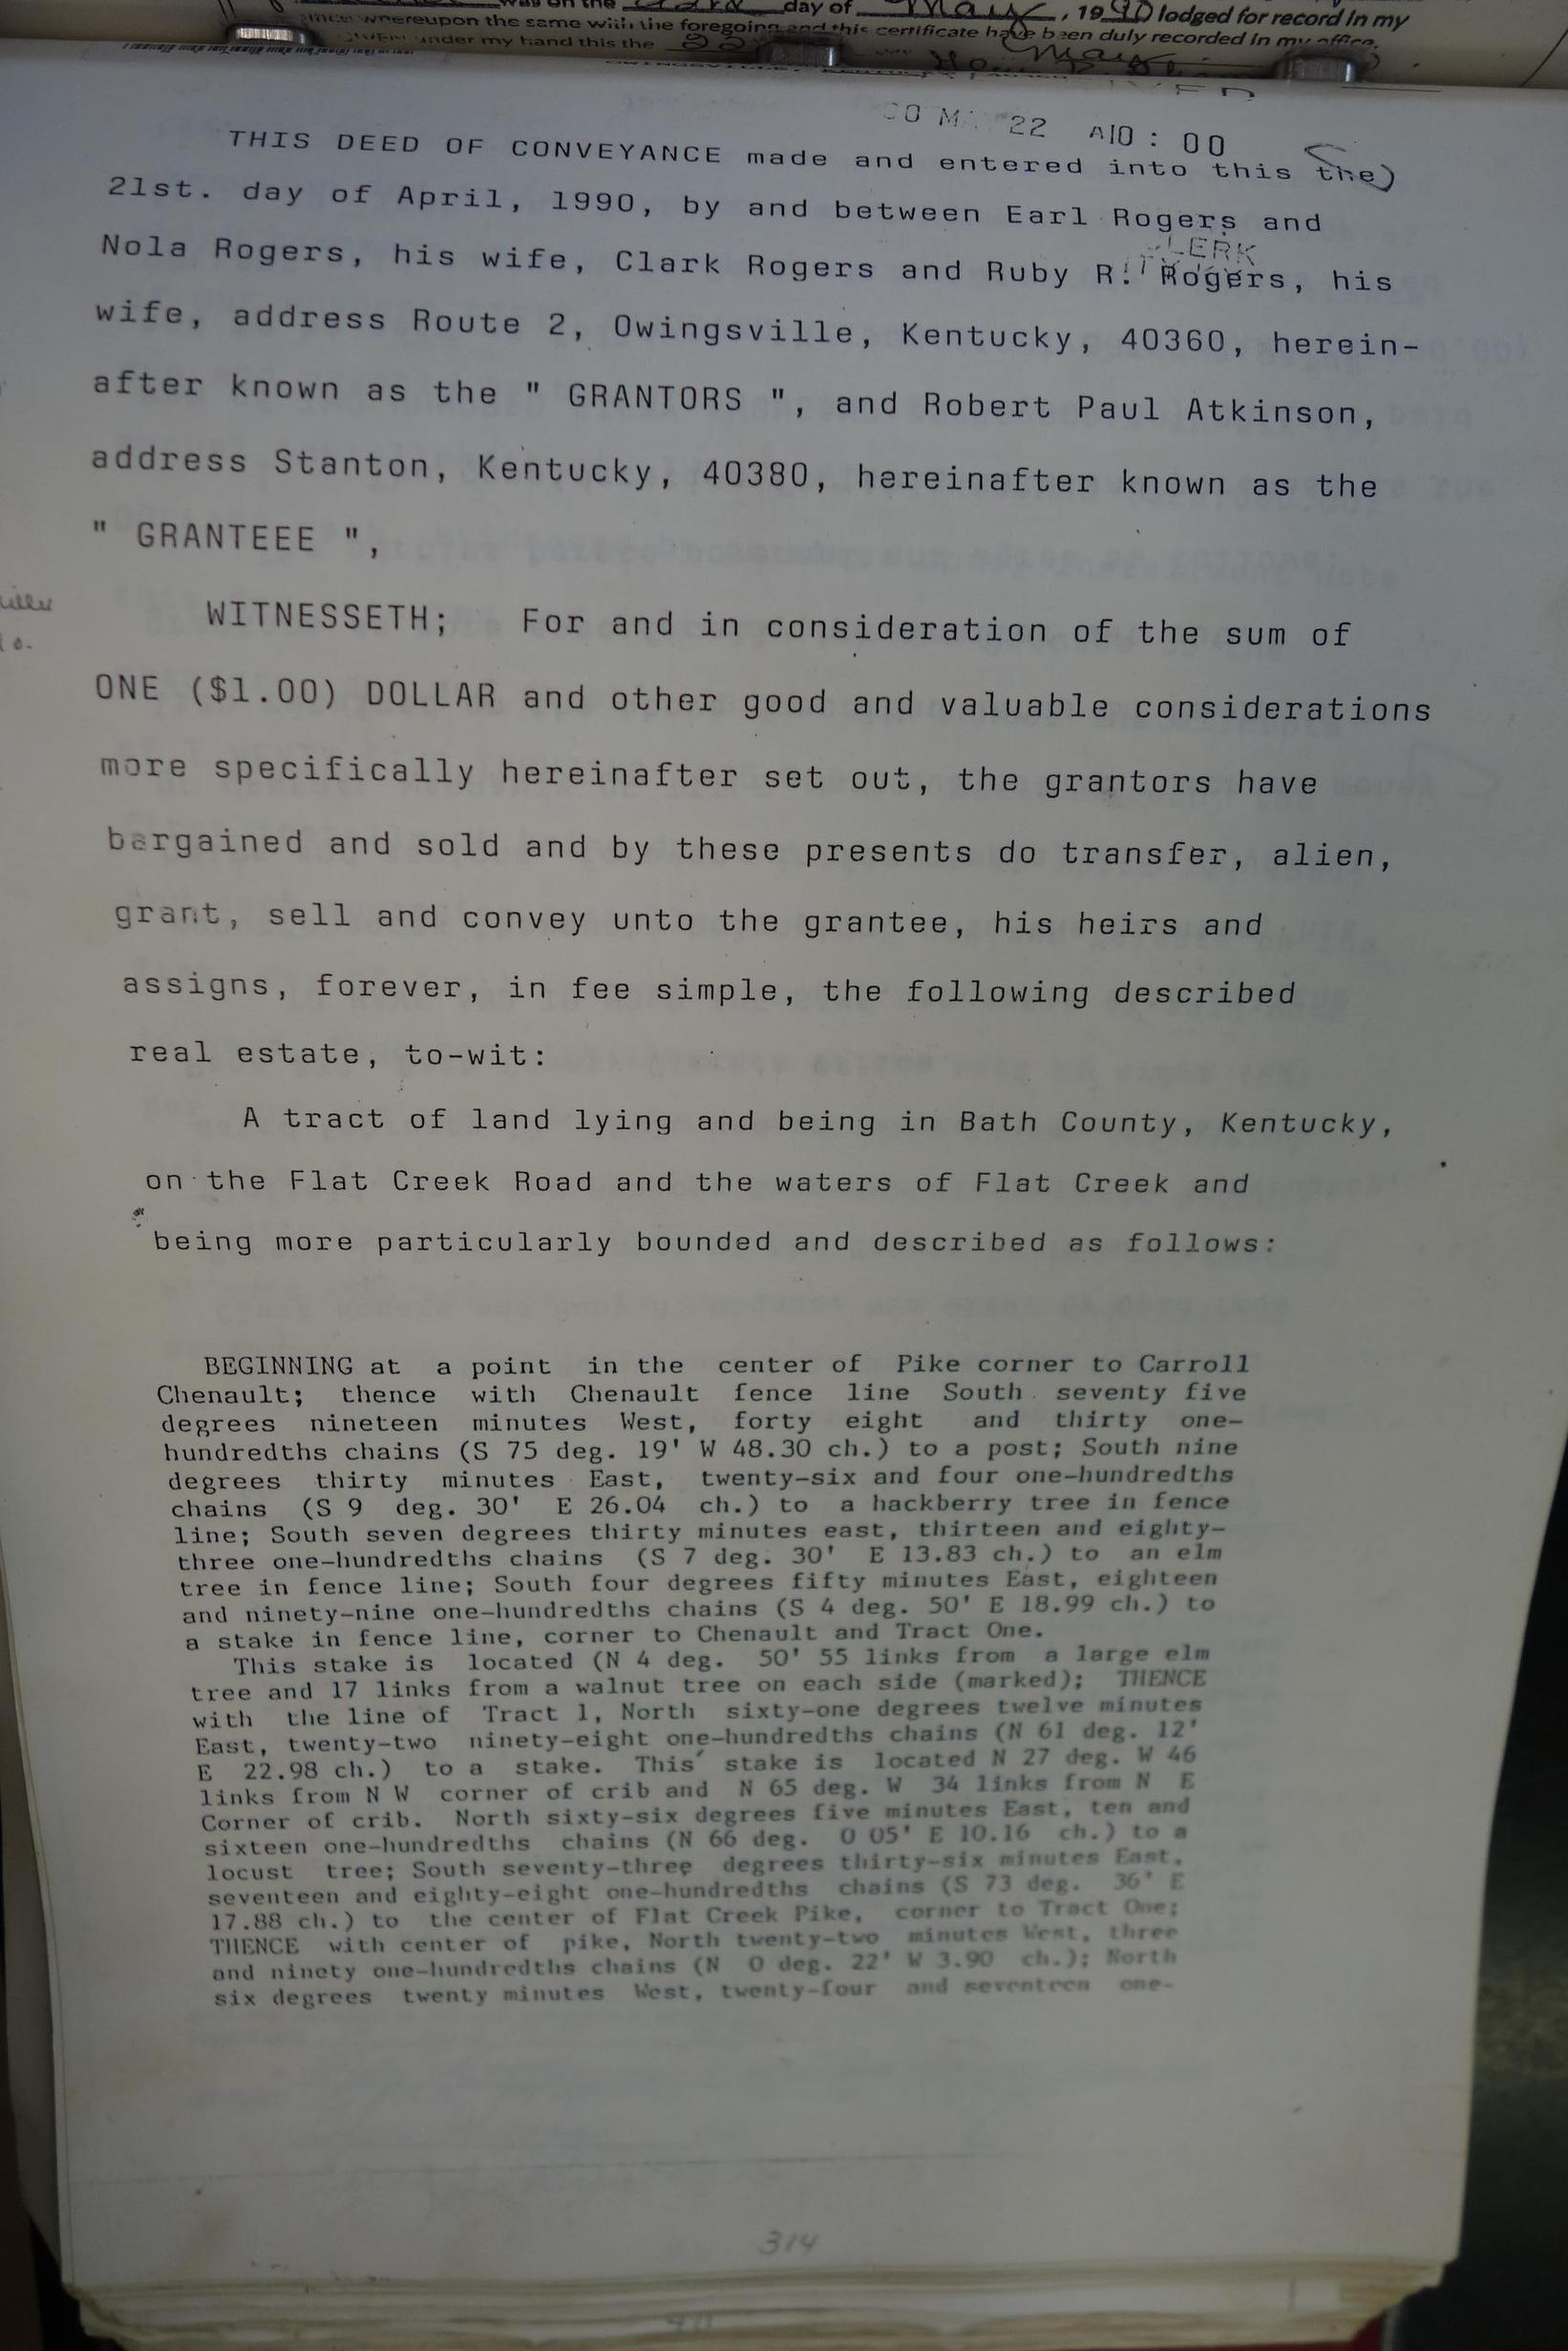 day of May, 1990 lodged for record in my
whereupon the same with the foregoing and this certificate have been duly recorded in my office.
under my hand this the 22 May
22 A10:00
THIS DEED OF CONVEYANCE made and entered into this the
21st. day of April, 1990, by and between Earl Rogers and
CLERK
Nola Rogers, his wife, Clark Rogers and Ruby R. Rogers, his
wife, address Route 2, Owingsville, Kentucky, 40360, herein-
after known as the " GRANTORS ", and Robert Paul Atkinson,
address Stanton, Kentucky, 40380, hereinafter known as the
" GRANTEEE ",
WITNESSETH; For and in consideration of the sum of
ONE ($1.00) DOLLAR and other good and valuable considerations
more specifically hereinafter set out, the grantors have
bargained and sold and by these presents do transfer, alien,
grant, sell and convey unto the grantee, his heirs and
assigns, forever, in fee simple, the following described
real estate, to-wit:
A tract of land lying and being in Bath County, Kentucky,
on the Flat Creek Road and the waters of Flat Creek and
being more particularly bounded and described as follows:
BEGINNING at a point in the center of Pike corner to Carroll
Chenault; thence with Chenault fence line South seventy five
degrees nineteen minutes West, forty eight and thirty one-
hundredths chains (S 75 deg. 19' W 48.30 ch.) to a post; South nine
degrees thirty minutes East, twenty-six and four one-hundredths
chains (S 9 deg. 30' E 26.04 ch.) to a hackberry tree in fence
line; South seven degrees thirty minutes east, thirteen and eighty-
three one-hundredths chains (S 7 deg. 30' E 13.83 ch.) to an elm
tree in fence line; South four degrees fifty minutes East, eighteen
and ninety-nine one-hundredths chains (S 4 deg. 50' E 18.99 ch.) to
a stake in fence line, corner to Chenault and Tract One.
This stake is located (N 4 deg. 50' 55 links from a large elm
tree and 17 links from a walnut tree on each side (marked); THENCE
with the line of Tract 1, North sixty-one degrees twelve minutes
East, twenty-two ninety-eight one-hundredths chains (N 61 deg. 12'
E 22.98 ch.) to a stake. This stake is located N 27 deg. W 46
links from N W corner of crib and N 65 deg. W 34 links from N E
Corner of crib. North sixty-six degrees five minutes East, ten and
sixteen one-hundredths chains (N 66 deg. 0 05' E 10.16 ch.) to a
locust tree; South seventy-three degrees thirty-six minutes East,
seventeen and eighty-eight one-hundredths chains (S 73 deg. 36' E
17.88 ch.) to the center of Flat Creek Pike, corner to Tract One;
THENCE with center of pike, North twenty-two minutes West, three
and ninety one-hundredths chains (N 0 deg. 22' W 3.90 ch.); North
six degrees twenty minutes West, twenty-four and seventeen one-
314